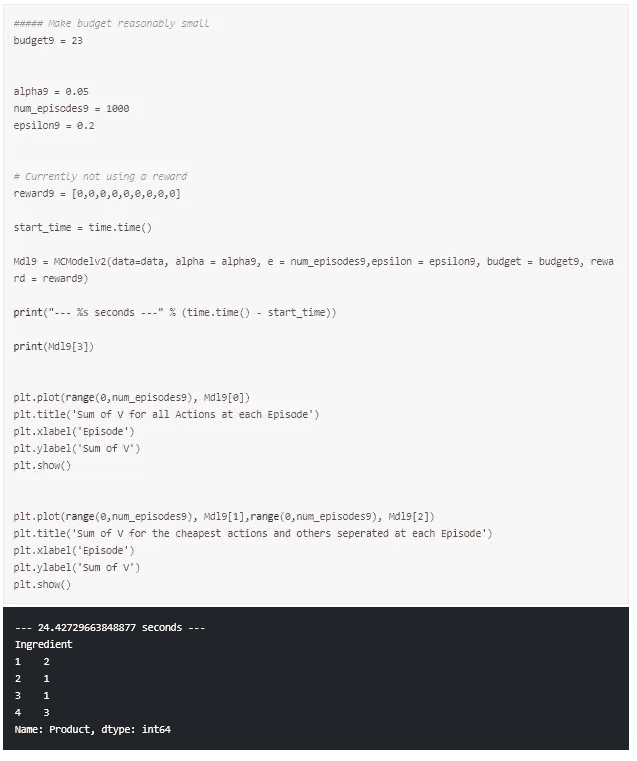 ##### Make budget reasonably small
budget9 = 23
alpha9 = 0.05
num_episodes9 = 1000
epsilon9 = 0.2
# Currently not using a reward
reward9 = [0,0,0,0,0,0,0,0,0]
start_time = time.time()
Mdl9 = MCModelv2(data=data, alpha = alpha9, e = num_episodes9,epsilon = epsilon9, budget = budget9, rewa
rd = reward9)
print("--- %s seconds ---" % (time.time() - start_time))
print(Mdl9[3])
plt.plot(range(0,num_episodes9), Mdl9[0])
plt.title('Sum of V for all Actions at each Episode')
plt.xlabel('Episode')
plt.ylabel('Sum of V')
plt.show()
plt.plot(range(0,num_episodes9), Mdl9[1],range(0,num_episodes9), Mdl9[2])
plt.title('Sum of V for the cheapest actions and others seperated at each Episode')
plt.xlabel('Episode')
plt.ylabel('Sum of V')
plt.show()
--- 24.42729663848877 seconds ---
Ingredient
1    2
2    1
3    1
4    3
Name: Product, dtype: int64